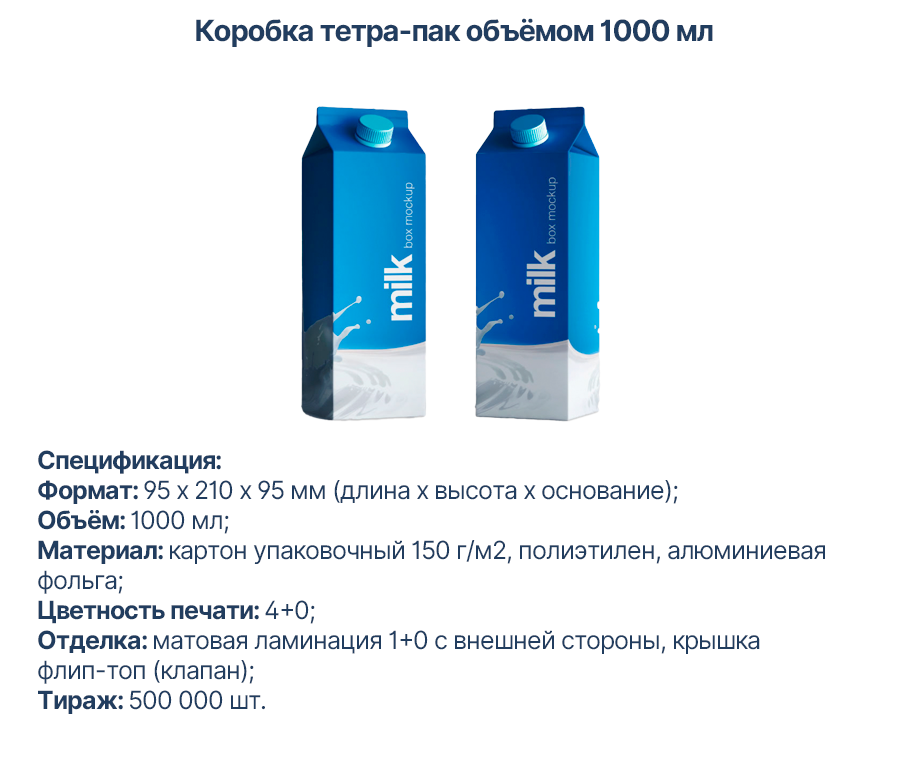 Коробка тетра-пак объёмом 1000 мл
milk box mockup
milk box mockup
Спецификация:
Формат: 95 x 210 x 95 мм (длина x высота x основание);
Объём: 1000 мл;
Материал: картон упаковочный 150 г/м2, полиэтилен, алюминиевая
фольга;
Цветность печати: 4+0;
Отделка: матовая ламинация 1+0 с внешней стороны, крышка
флип-топ (клапан);
Тираж: 500 000 шт.